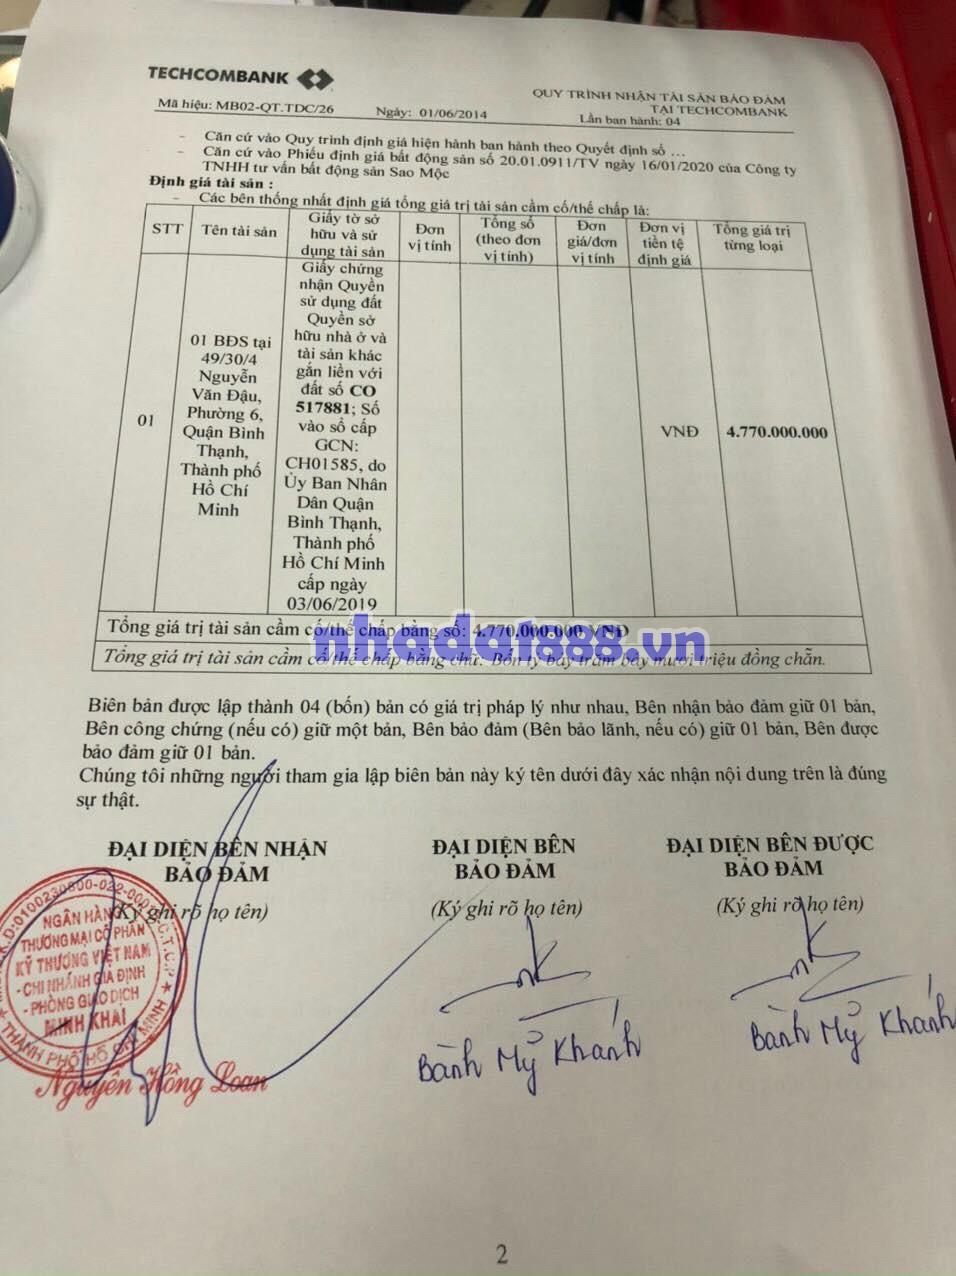 TECHCOMBANK
QUY TRÌNH NHẬN TÀI SẢN BẢO ĐẢM
TẠI TECHCOMBANK
Mã hiệu: MB02-QT.TDC/26
Ngày: 01/06/2014
Lần ban hành: 04
- Căn cứ vào Quy trình định giá hiện hành ban hành theo Quyết định số ...
- Căn cứ vào Phiếu định giá bất động sản số 20.01.0911/TV ngày 16/01/2020 của Công ty
TNHH tư vấn bất động sản Sao Mộc
Định giá tài sản :
- Các bên thống nhất định giá tổng giá trị tài sản cầm cố/thế chấp là:
STT
Tên tài sản
Giấy tờ sở
hữu và sử
dụng tài sản
Đơn
vị tính
Tổng số
(theo đơn
vị tính)
Đơn
giá/đơn
vị tính
Đơn vị
tiền tệ
định giá
Tổng giá trị
từng loại
01
01 BĐS tại
49/30/4
Nguyễn
Văn Đậu,
Phường 6,
Quận Bình
Thạnh,
Thành phố
Hồ Chí
Minh
Giấy chứng
nhận Quyền
sử dụng đất
Quyền sở
hữu nhà ở và
tài sản khác
gắn liền với
đất số CO
517881; Số
vào sổ cấp
GCN:
CH01585, do
Ủy Ban Nhân
Dân Quận
Bình Thạnh,
Thành phố
Hồ Chí Minh
cấp ngày
03/06/2019
VNĐ
4.770.000.000
Tổng giá trị tài sản cầm cố/thế chấp bằng số: 4.770.000.000 VNĐ
nhadat888.vn
Tổng giá trị tài sản cầm cố/thế chấp bằng chữ: Bốn tỷ bảy trăm bảy mươi triệu đồng chẵn.
Biên bản được lập thành 04 (bốn) bản có giá trị pháp lý như nhau, Bên nhận bảo đảm giữ 01 bản,
Bên công chứng (nếu có) giữ một bản, Bên bảo đảm (Bên bảo lãnh, nếu có) giữ 01 bản, Bên được
bảo đảm giữ 01 bản.
Chúng tôi những người tham gia lập biên bản này ký tên dưới đây xác nhận nội dung trên là đúng
sự thật.
ĐẠI DIỆN BÊN NHẬN
BẢO ĐẢM
(Ký ghi rõ họ tên)
ĐẠI DIỆN BÊN
BẢO ĐẢM
(Ký ghi rõ họ tên)
ĐẠI DIỆN BÊN ĐƯỢC
BẢO ĐẢM
(Ký ghi rõ họ tên)
NGÂN HÀNG
THƯƠNG MẠI CỔ PHẦN
KỸ THƯƠNG VIỆT NAM
- CHI NHÁNH GIA ĐỊNH
- PHÒNG GIAO DỊCH
MINH KHAI
THÀNH PHỐ HỒ CHÍ MINH
Nguyễn Hồng Loan
Bành Mỹ Khánh
Bành Mỹ Khánh
2